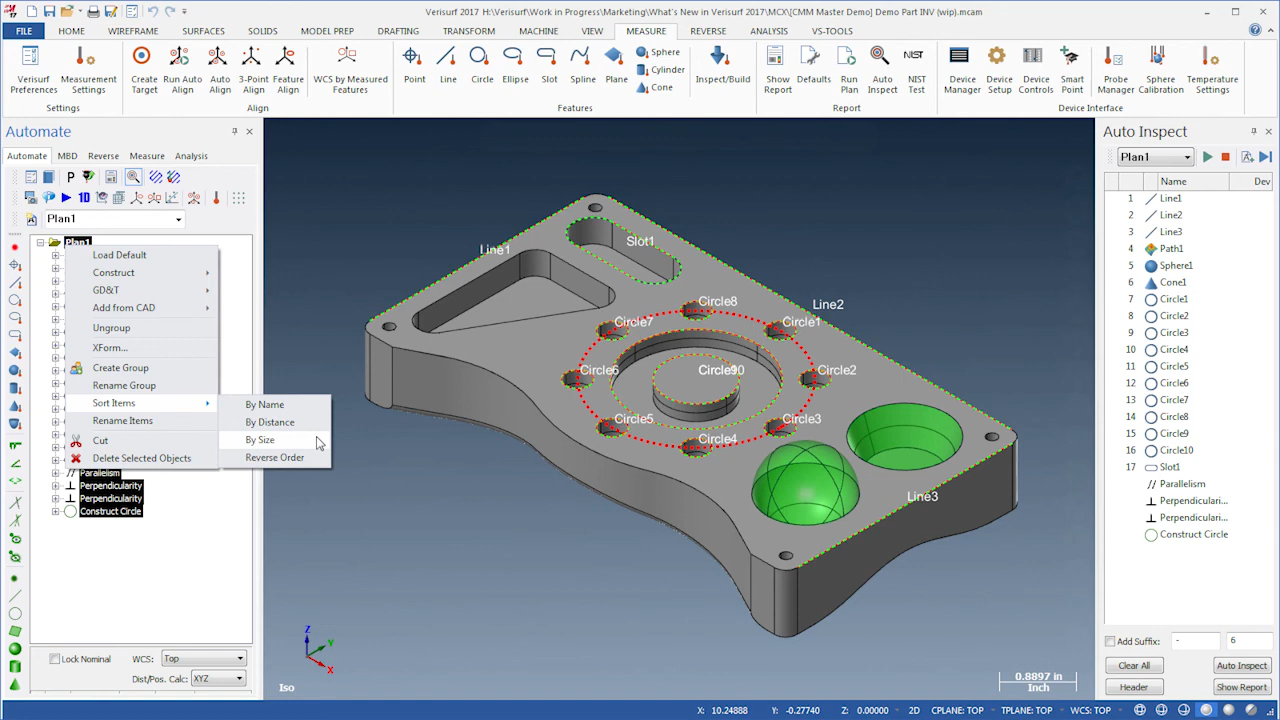 Verisurf 2017 H:\Verisurf\Work in Progress\Marketing\What's New in Verisurf 2017\MCX\[CMM Master Demo] Demo Part INV (wip).mcam
FILE HOME WIREFRAME SURFACES SOLIDS MODEL PREP DRAFTING TRANSFORM MACHINE VIEW MEASURE REVERSE ANALYSIS VS-TOOLS
Verisurf Preferences
Measurement Settings
Settings
Create Target
Run Auto Align
Auto Align
3-Point Align
Feature Align
WCS by Measured Features
Align
Point
Line
Circle
Ellipse
Slot
Spline
Plane
Sphere
Cylinder
Cone
Inspect/Build
Features
Show Report
Defaults
Run Plan
Auto Inspect
NIST
NIST Test
Report
Device Manager
Device Setup
Device Controls
Smart Point
Probe Manager
Sphere Calibration
Temperature Settings
Device Interface
Automate
Automate MBD Reverse Measure Analysis
P
1D
Plan1
Plan1
Load Default
Construct
GD&T
Add from CAD
Ungroup
XForm...
Create Group
Rename Group
Sort Items
Rename Items
Cut
Delete Selected Objects
By Name
By Distance
By Size
Reverse Order
Parallelism
Perpendicularity
Perpendicularity
Construct Circle
Lock Nominal WCS: Top
Dist/Pos. Calc: XYZ
Line1
Slot1
Circle8
Line2
Circle7
Circle1
Circle6
Circle2
Circle5
Circle3
Circle4
Line3
Z
Y
X
Iso
0.8897 in
Inch
Auto Inspect
Plan1
Name Dev
1 Line1
2 Line2
3 Line3
4 Path1
5 Sphere1
6 Cone1
7 Circle1
8 Circle2
9 Circle3
10 Circle4
11 Circle5
12 Circle6
13 Circle7
14 Circle8
15 Circle9
16 Circle10
17 Slot1
Parallelism
Perpendiculari...
Perpendiculari...
Construct Circle
Add Suffix: - 6
Clear All Auto Inspect
Header Show Report
X: 10.24888 Y: -0.27740 Z: 0.00000 2D CPLANE: TOP TPLANE: TOP WCS: TOP